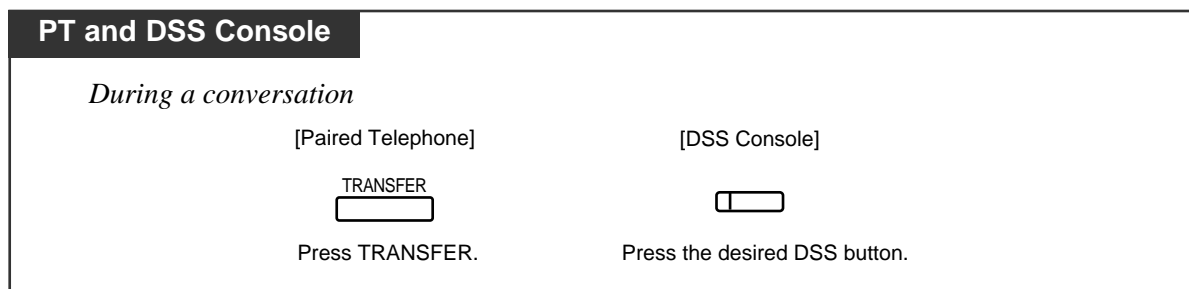 PT and DSS Console
During a conversation
[Paired Telephone] [DSS Console]
TRANSFER
Press TRANSFER. Press the desired DSS button.